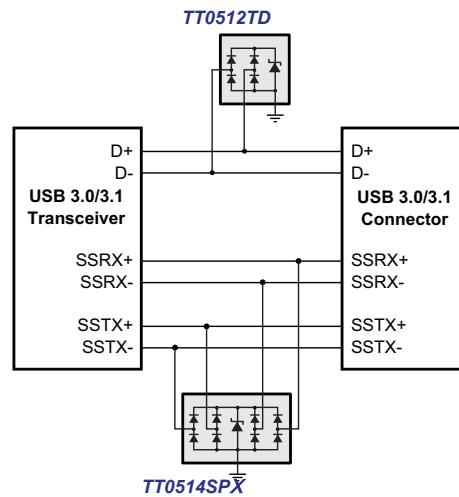 TT0512TD
D+
D-
USB 3.0/3.1
Transceiver
SSRX+
SSRX-
SSTX+
SSTX-
D+
D-
USB 3.0/3.1
Connector
SSRX+
SSRX-
SSTX+
SSTX-
TT0514SPX